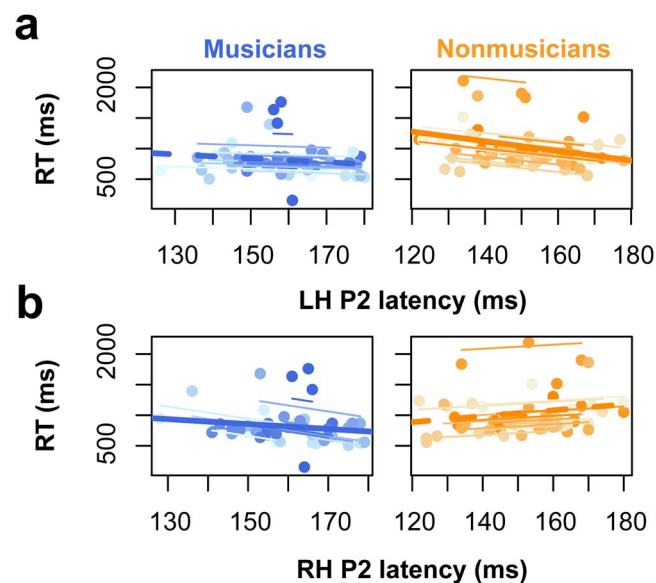 a
Musicians Nonmusicians
RT (ms)
2000
500
130 150 170 120 140 160 180
LH P2 latency (ms)
b
RT (ms)
2000
500
130 150 170 120 140 160 180
RH P2 latency (ms)